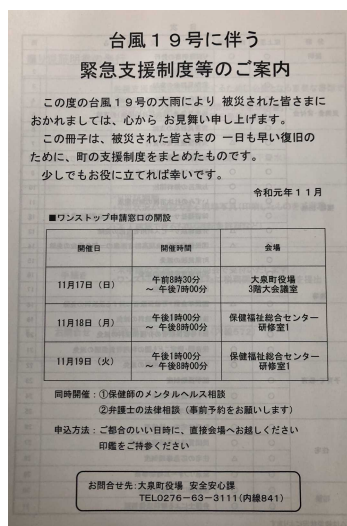 台風１９号に伴う
緊急支援制度等のご案内
この度の台風１９号の大雨により 被災された皆さまに
おかれましては、心から お見舞い申し上げます。
この冊子は、被災された皆さまの 一日も早い復旧の
ために、町の支援制度をまとめたものです。
少しでもお役に立てれば幸いです。
令和元年１１月
■ワンストップ申請窓口の開設
開催日 開催時間 会場
11月17日（日） 午前8時30分 ～ 午後7時00分 大泉町役場 3階大会議室
11月18日（月） 午後1時00分 ～ 午後8時00分 保健福祉総合センター 研修室1
11月19日（火） 午後1時00分 ～ 午後8時00分 保健福祉総合センター 研修室1
同時開催：①保健師のメンタルヘルス相談
②弁護士の法律相談（事前予約をお願いします）
申込方法：ご都合のいい日時に、直接会場へお越しください
印鑑をご持参ください
お問合せ先：大泉町役場 安全安心課
TEL0276－63－3111(内線841)